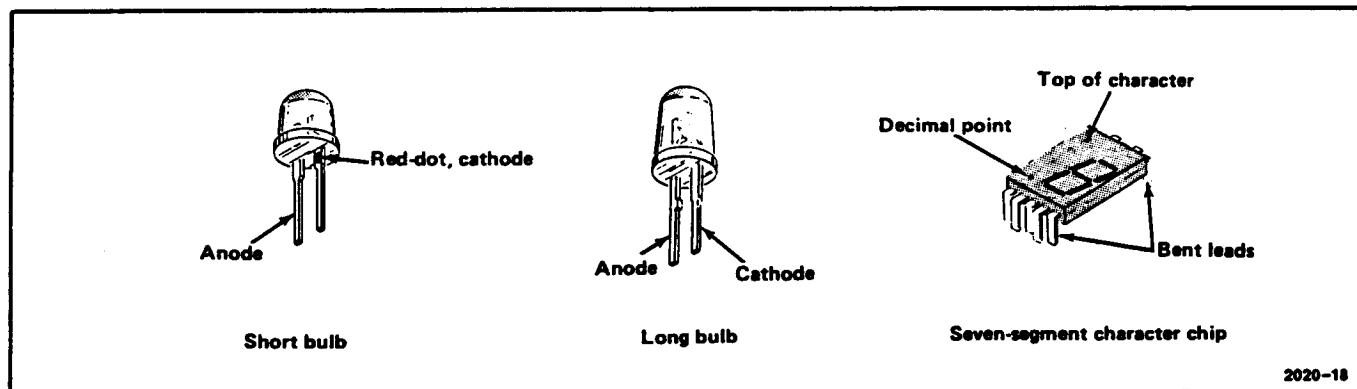 Top of character
Decimal point
Red-dot, cathode
Anode
Bent leads
Anode
Cathode
Short bulb
Long bulb
Seven-segment character chip
2020-18